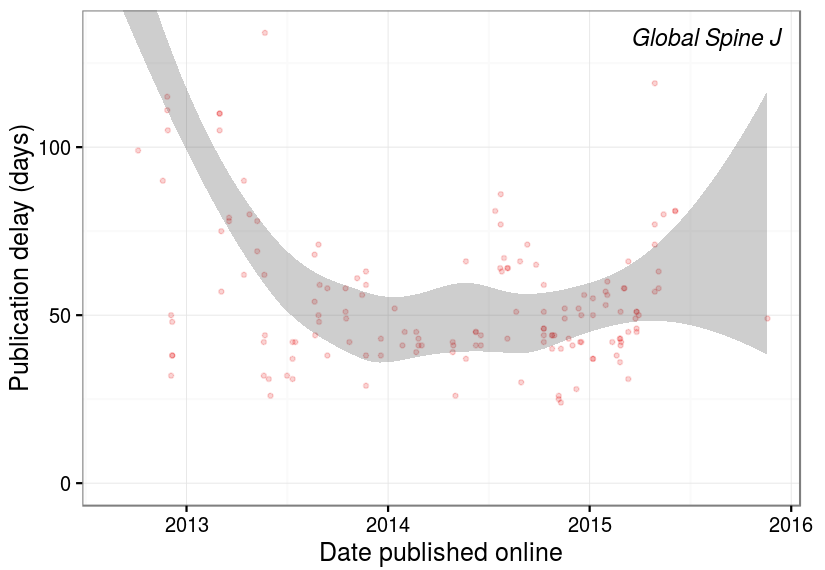 Global Spine J
Publication delay (days)
100
50
0
2013 2014 2015 2016
Date published online